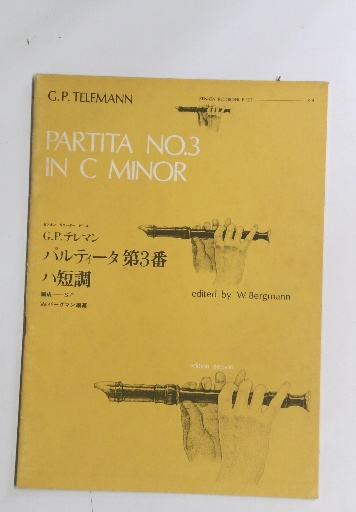 G.P. TELEMANN
PARTITA NO.3
IN C MINOR
G.P.テレマン
パルティータ第3番
ハ短調
edited by W.Bergmann